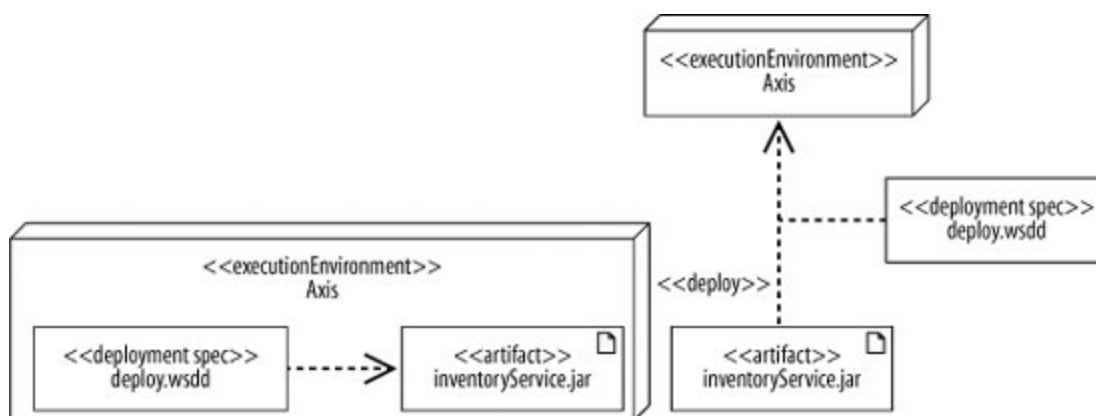 <<executionEnvironment>>
Axis
<<deployment spec>>
deploy.wsdd
<<executionEnvironment>>
Axis
<<deploy>>
<<deployment spec>>
deploy.wsdd
<<artifact>>
inventoryService.jar
<<artifact>>
inventoryService.jar